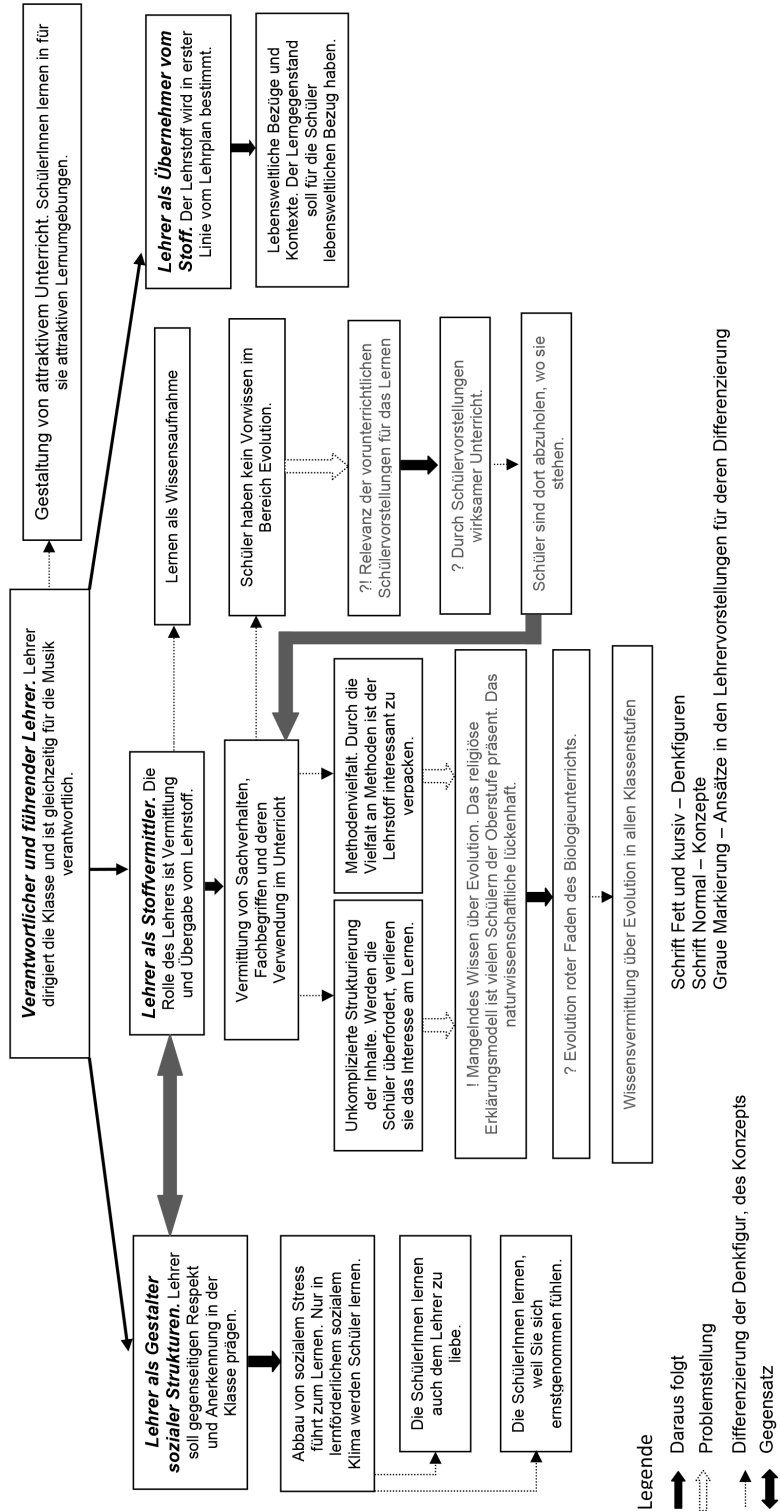 Verantwortlicher und führender Lehrer. Lehrer
dirigiert die Klasse und ist gleichzeitig für die Musik
verantwortlich.
Gestaltung von attraktivem Unterricht. SchülerInnen lernen in für
sie attraktiven Lernumgebungen.
Lehrer als Gestalter
sozialer Strukturen. Lehrer
soll gegenseitigen Respekt
und Anerkennung in der
Klasse prägen.
Abbau von sozialem Stress
führt zum Lernen. Nur in
lernförderlichem sozialem
Klima werden Schüler lernen.
Die SchülerInnen lernen
auch dem Lehrer zu
liebe.
Die SchülerInnen lernen,
weil Sie sich
ernstgenommen fühlen.
Lehrer als Stoffvermittler. Die
Rolle des Lehrers ist Vermittlung
und Übergabe vom Lehrstoff.
Lernen als Wissensaufnahme
Vermittlung von Sachverhalten,
Fachbegriffen und deren
Verwendung im Unterricht
Schüler haben kein Vorwissen im
Bereich Evolution.
Unkomplizierte Strukturierung
der Inhalte. Werden die
Schüler überfordert, verlieren
sie das Interesse am Lernen.
Methodenvielfalt. Durch die
Vielfalt an Methoden ist der
Lehrstoff interessant zu
verpacken.
?! Relevanz der vorunterrichtlichen
Schülervorstellungen für das Lernen
? Durch Schülervorstellungen
wirksamer Unterricht.
Schüler sind dort abzuholen, wo sie
stehen.
! Mangelndes Wissen über Evolution. Das religiöse
Erklärungsmodell ist vielen Schülern der Oberstufe präsent. Das
naturwissenschaftliche lückenhaft.
? Evolution roter Faden des Biologieunterrichts.
Wissensvermittlung über Evolution in allen Klassenstufen
Lehrer als Übernehmer vom
Stoff. Der Lehrstoff wird in erster
Linie vom Lehrplan bestimmt.
Lebensweltliche Bezüge und
Kontexte. Der Lerngegenstand
soll für die Schüler
lebensweltlichen Bezug haben.
Legende
Daraus folgt
Problemstellung
Differenzierung der Denkfigur, des Konzepts
Gegensatz
Schrift Fett und kursiv – Denkfiguren
Schrift Normal – Konzepte
Graue Markierung – Ansätze in den Lehrervorstellungen für deren Differenzierung